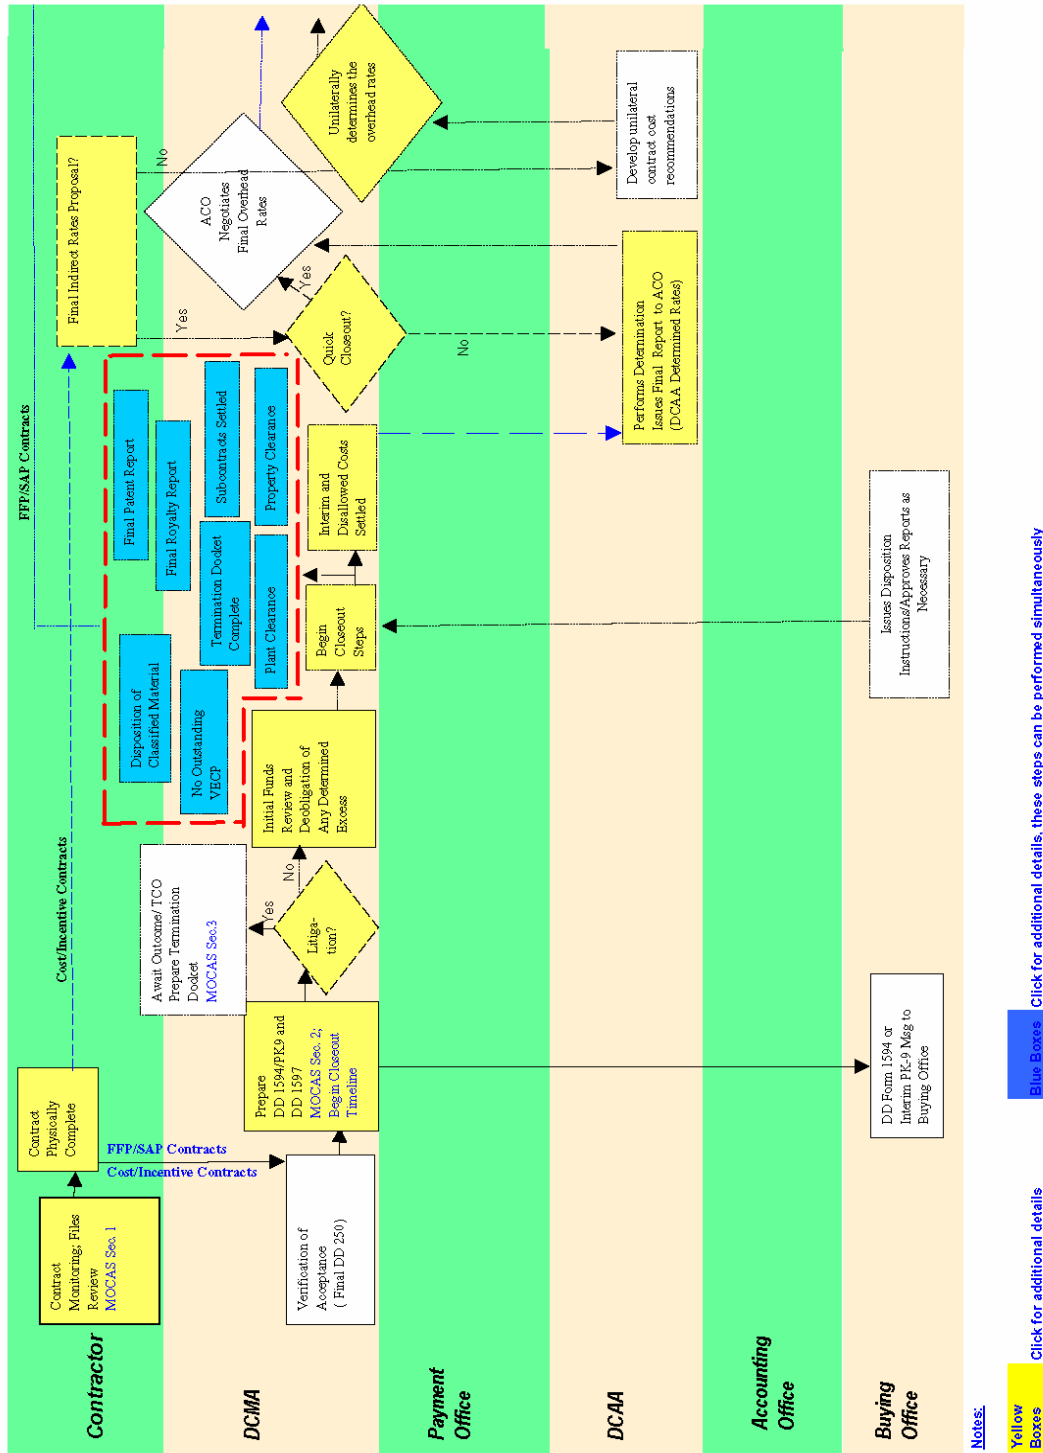 Contractor
DCMA
Payment
Office
DCAA
Accounting
Office
Buying
Office
FFP/SAP Contracts
Cost/Incentive Contracts
Contract
Monitoring; Files
Review
MOCAS Sec. 1
Contract
Physically
Complete
FFP/SAP Contracts
Cost/Incentive Contracts
Verification of
Acceptance
( Final DD 250)
Prepare
DD 1594/PK9 and
DD 1597
MOCAS Sec. 2;
Begin Closeout
Timeline
DD Form 1594 or
Interim PK-9 Msg to
Buying Office
Litiga-
tion?
Yes
No
Await Outcome/ TCO
Prepare Termination
Docket
MOCAS Sec.3
Initial Funds
Review and
Deobligation of
Any Determined
Excess
Disposition of
Classified Material
No Outstanding
VECP
Final Patent Report
Final Royalty Report
Termination Docket
Complete
Plant Clearance
Subcontracts Settled
Property Clearance
Begin
Closeout
Steps
Issues Disposition
Instructions/Approves Reports as
Necessary
Interim and
Disallowed Costs
Settled
Final Indirect Rates Proposal?
Yes
No
Quick
Closeout?
Yes
No
Performs Determination
Issues Final Report to ACO
(DCAA Determined Rates)
ACO
Negotiates
Final Overhead
Rates
Develop unilateral
contract cost
recommendations
Unilaterally
determines the
overhead rates
Notes:
Yellow
Boxes
Click for additional details
Blue Boxes
Click for additional details, these steps can be performed simultaneously